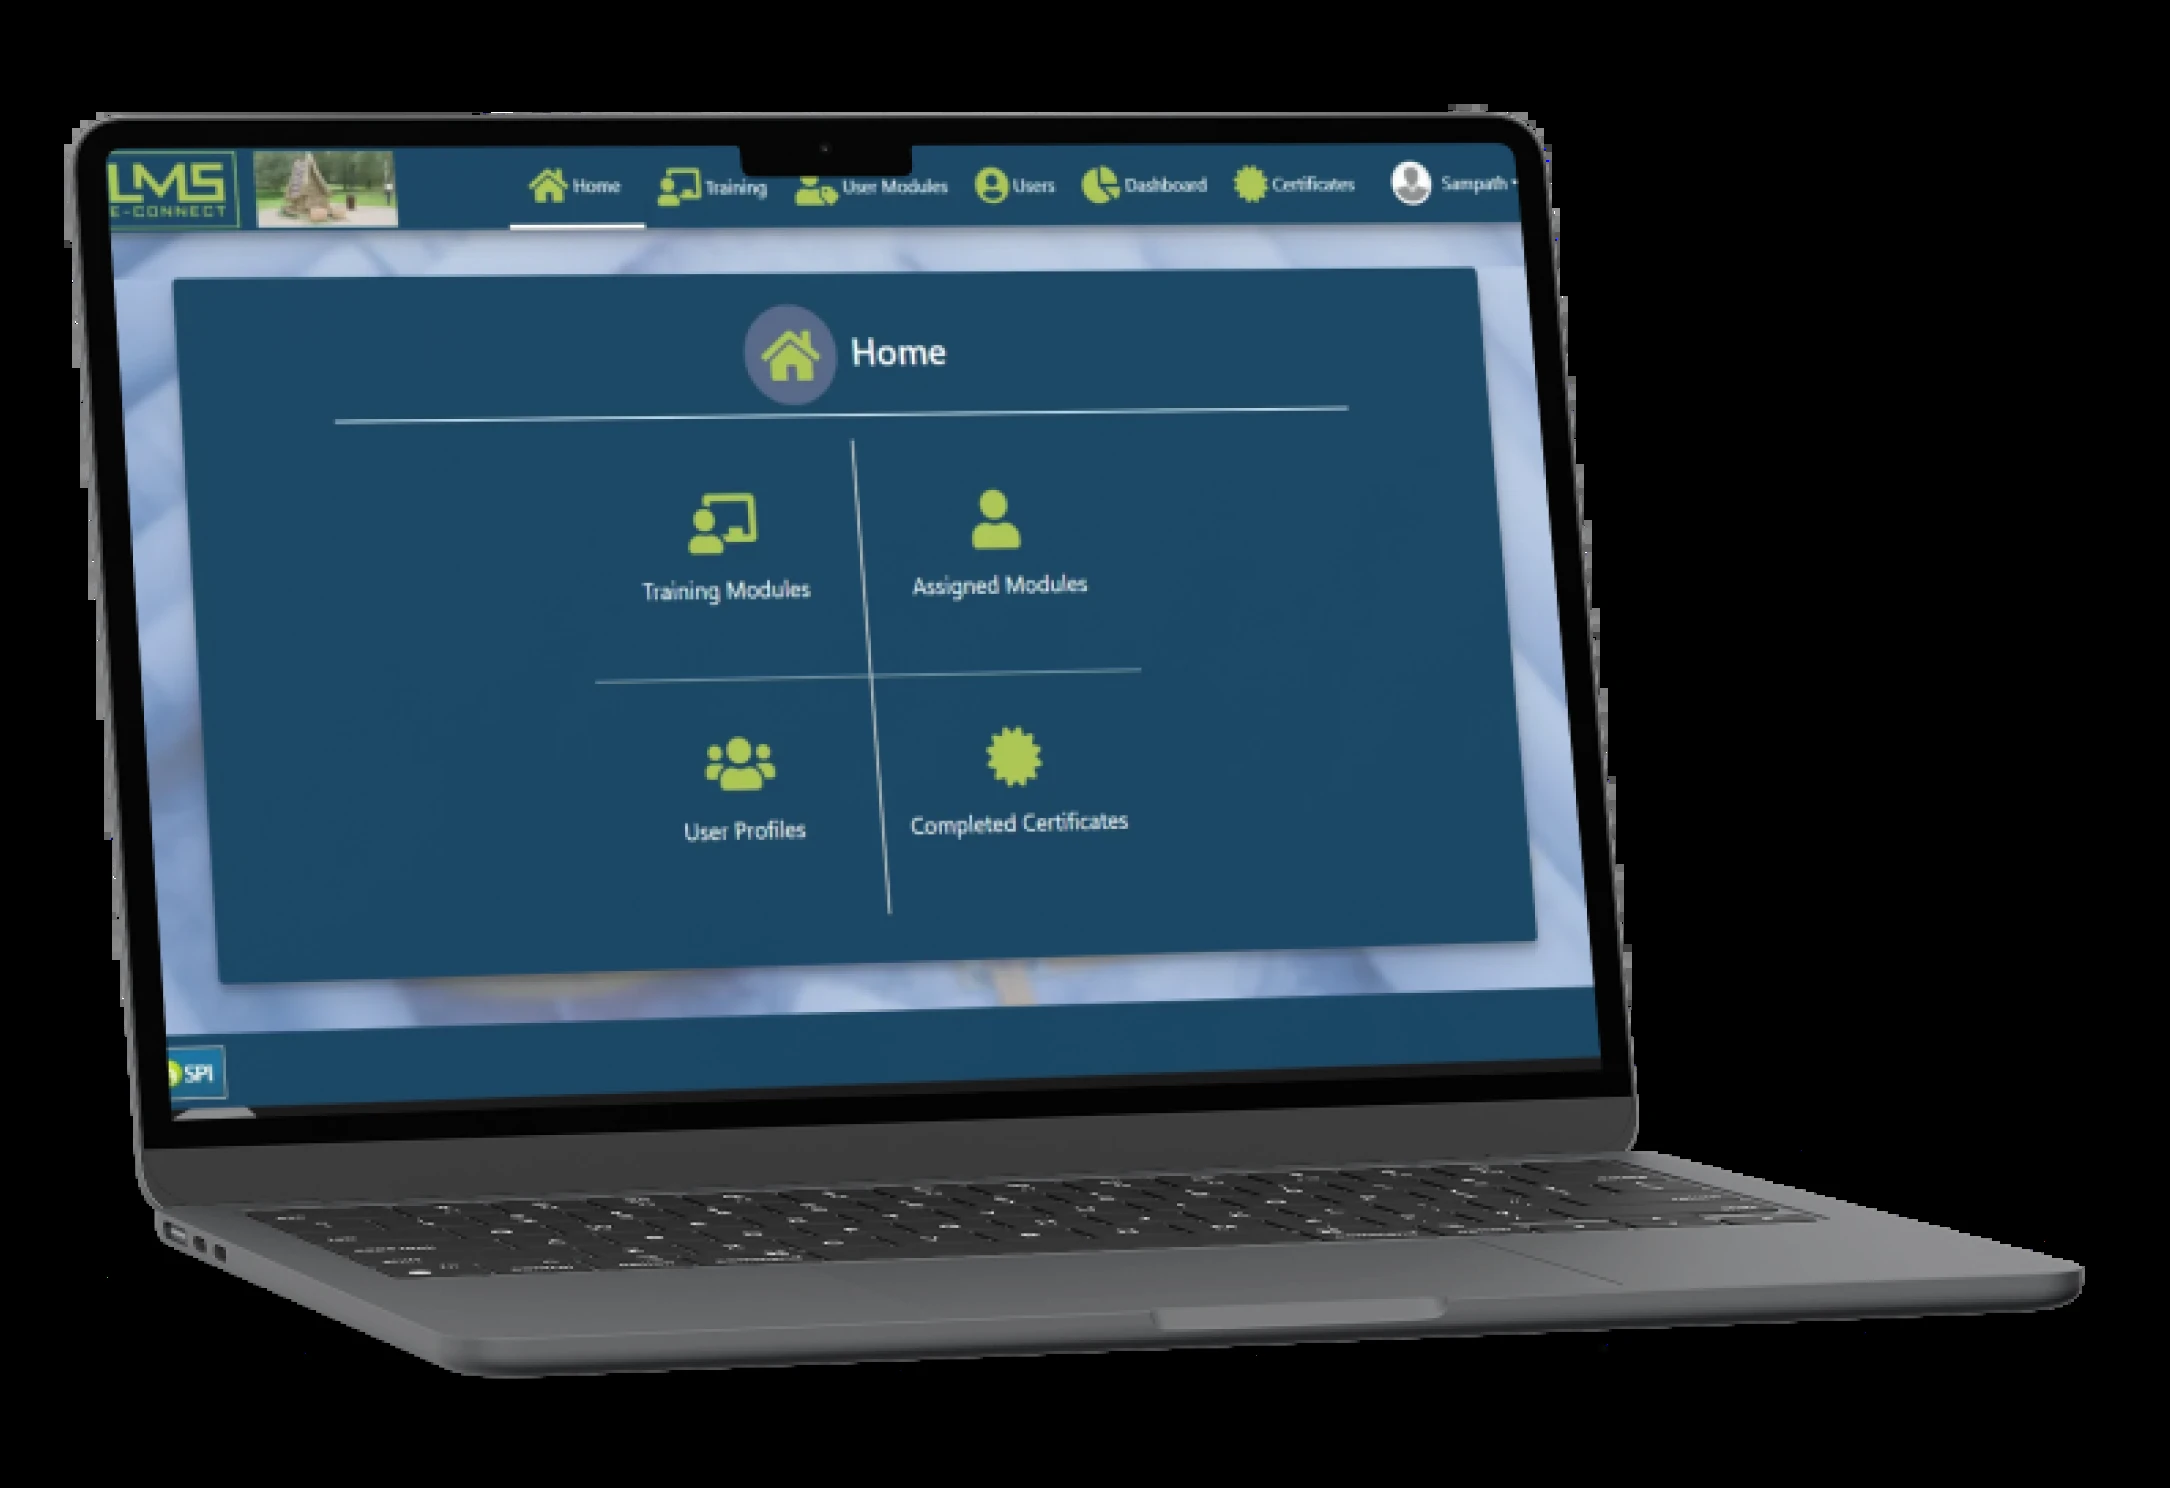 LMS
E-CONNECT
Home Training User Modules Users Dashboard Certificates Sampath
Home
Training Modules Assigned Modules
User Profiles Completed Certificates
SPI